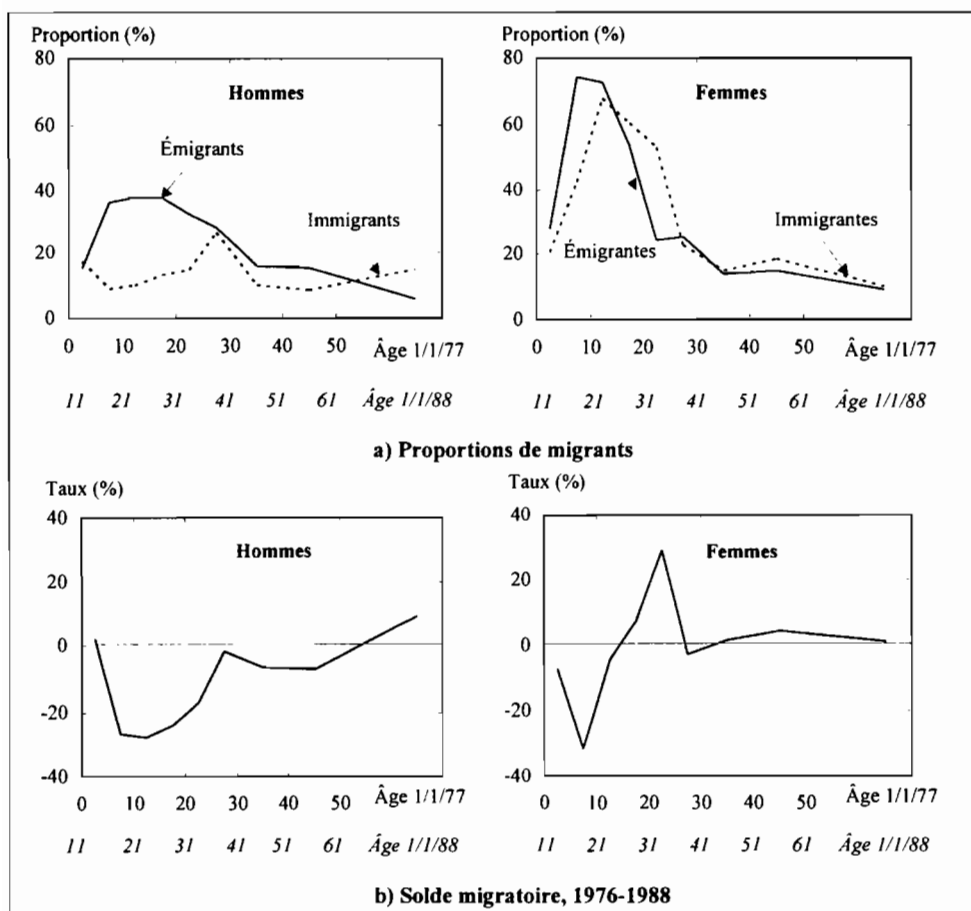 Proportion (%)
80
60
40
20
0
Hommes
Émigrants
Immigrants
0 10 20 30 40 50 Âge 1/1/77
11 21 31 41 51 61 Âge 1/1/88
Proportion (%)
80
60
40
20
0
Femmes
Émigrantes
Immigrantes
0 10 20 30 40 50 Âge 1/1/77
11 21 31 41 51 61 Âge 1/1/88
a) Proportions de migrants
Taux (%)
40
20
0
-20
-40
Hommes
0 10 20 30 40 50 Âge 1/1/77
11 21 31 41 51 61 Âge 1/1/88
Taux (%)
40
20
0
-20
-40
Femmes
0 10 20 30 40 50 Âge 1/1/77
11 21 31 41 51 61 Âge 1/1/88
b) Solde migratoire, 1976-1988